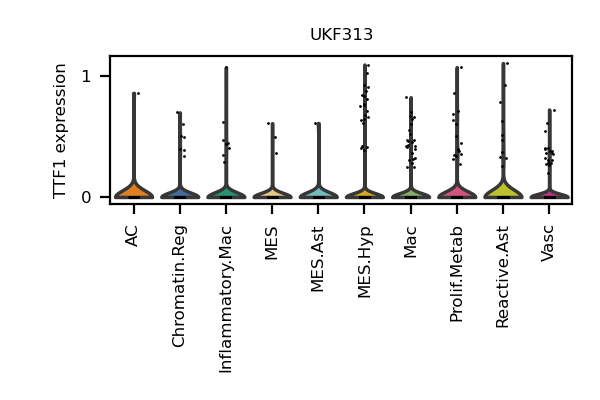 UKF313
TTF1 expression
1
0
AC
Chromatin.Reg
Inflammatory.Mac
MES
MES.Ast
MES.Hyp
Mac
Prolif.Metab
Reactive.Ast
Vasc